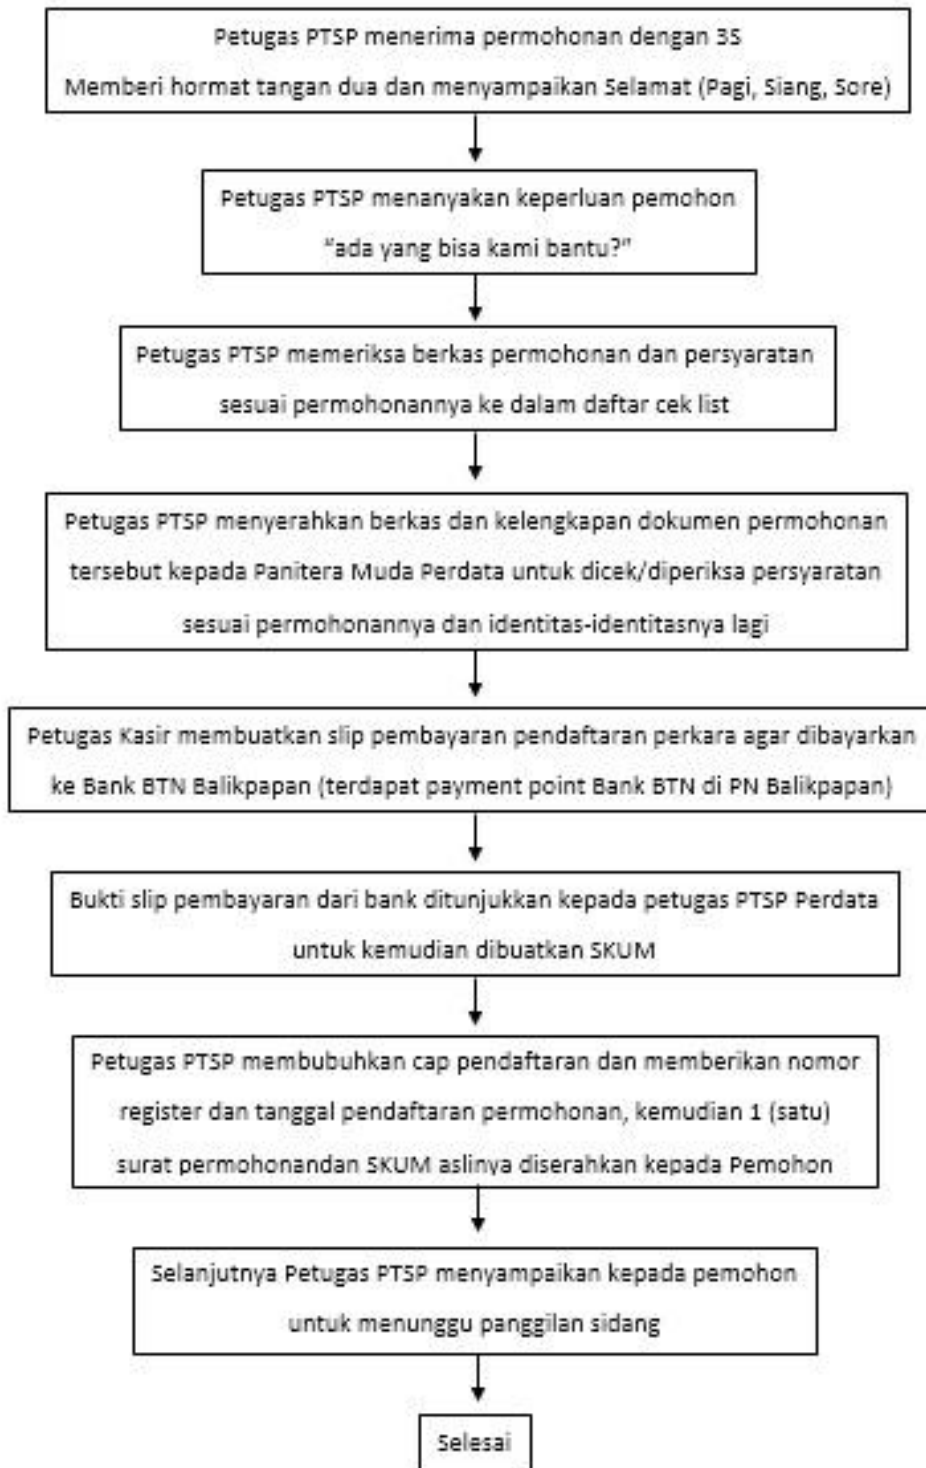 Petugas PTSP menerima permohonan dengan 3S
Memberi hormat tangan dua dan menyampaikan Selamat (Pagi, Siang, Sore)
Petugas PTSP menanyakan keperluan pemohon
"ada yang bisa kami bantu?"
Petugas PTSP memeriksa berkas permohonan dan persyaratan
sesuai permohonannya ke dalam daftar cek list
Petugas PTSP menyerahkan berkas dan kelengkapan dokumen permohonan
tersebut kepada Panitera Muda Perdata untuk dicek/diperiksa persyaratan
sesuai permohonannya dan identitas-identitasnya lagi
Petugas Kasir membuatkan slip pembayaran pendaftaran perkara agar dibayarkan
ke Bank BTN Balikpapan (terdapat payment point Bank BTN di PN Balikpapan)
Bukti slip pembayaran dari bank ditunjukkan kepada petugas PTSP Perdata
untuk kemudian dibuatkan SKUM
Petugas PTSP membubuhkan cap pendaftaran dan memberikan nomor
register dan tanggal pendaftaran permohonan, kemudian 1 (satu)
surat permohonandan SKUM aslinya diserahkan kepada Pemohon
Selanjutnya Petugas PTSP menyampaikan kepada pemohon
untuk menunggu panggilan sidang
Selesai